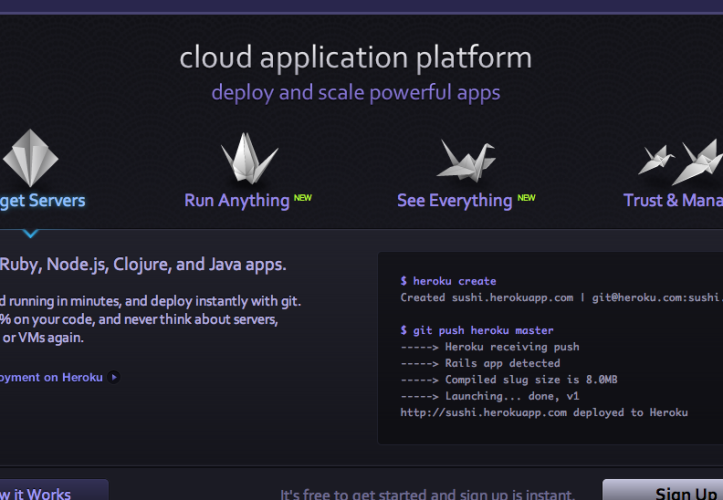 cloud application platform
deploy and scale powerful apps
get Servers
Run Anything NEW
See Everything NEW
Trust & Mana
Ruby, Node.js, Clojure, and Java apps.
d running in minutes, and deploy instantly with git.
% on your code, and never think about servers,
or VMs again.
oyment on Heroku
$ heroku create
Created sushi.herokuapp.com | git@heroku.com:sushi.
$ git push heroku master
-----> Heroku receiving push
-----> Rails app detected
-----> Compiled slug size is 8.0MB
-----> Launching... done, v1
http://sushi.herokuapp.com deployed to Heroku
w it Works
It's free to get started and sign up is instant.
Sign Up